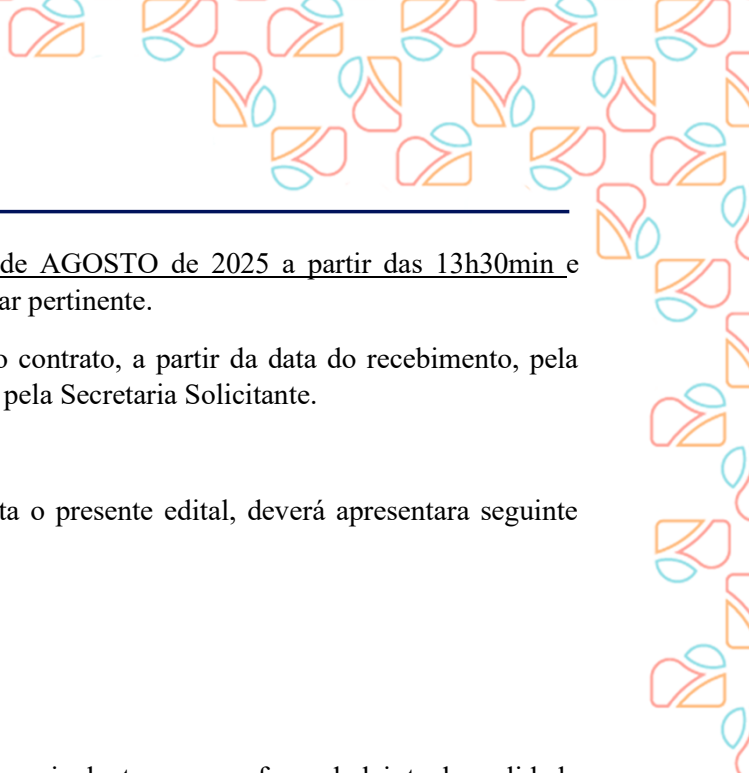 de AGOSTO de 2025 a partir das 13h30min e
ar pertinente.
o contrato, a partir da data do recebimento, pela
pela Secretaria Solicitante.
ta o presente edital, deverá apresentara seguinte